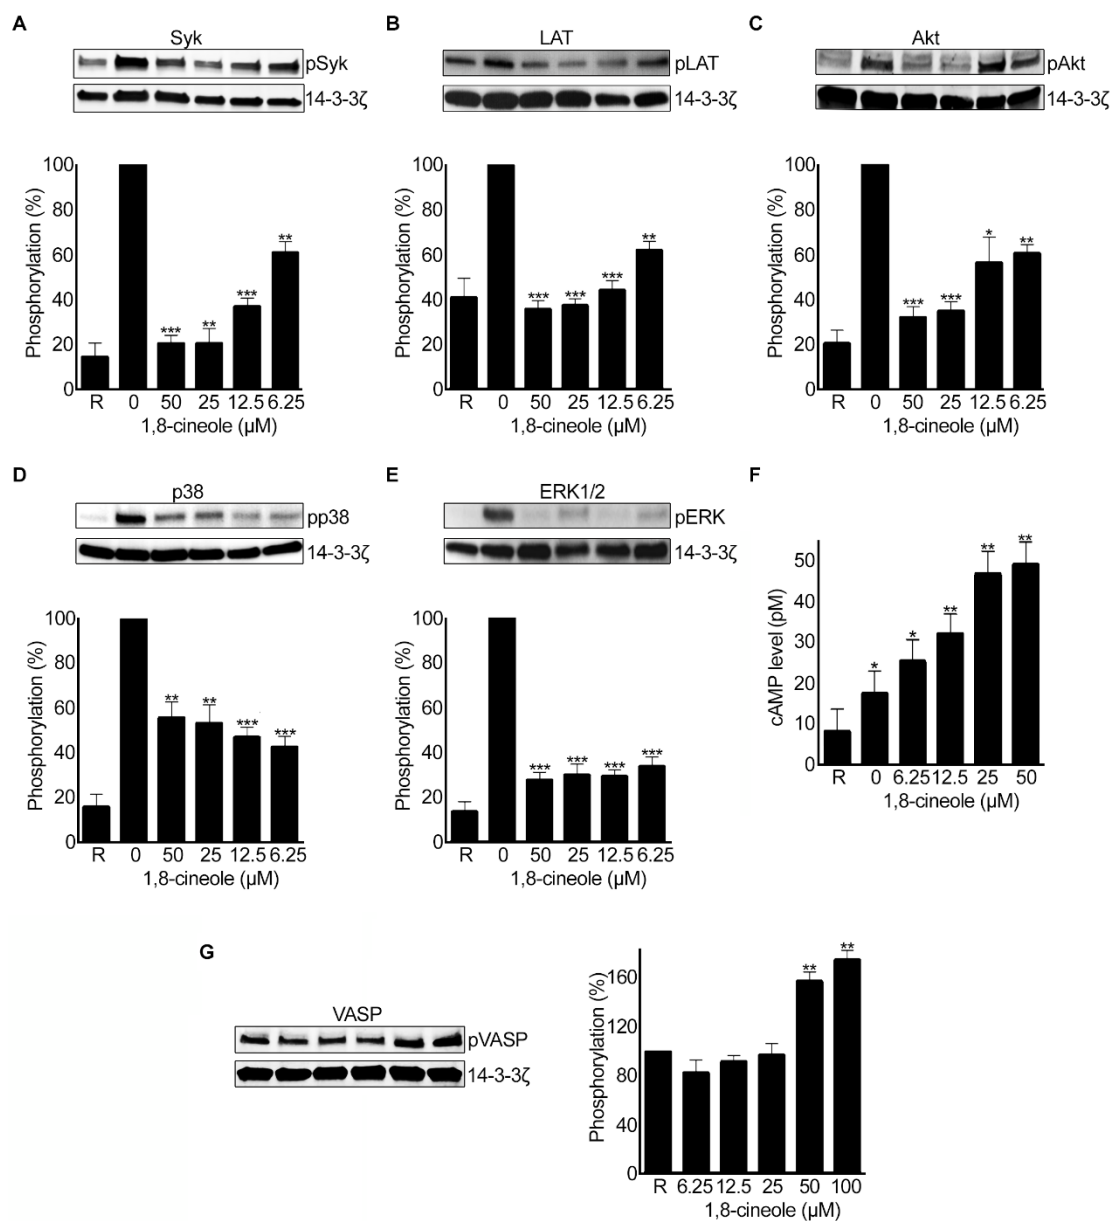 A
Syk
pSyk
14-3-3ζ
Phosphorylation (%)
100
80
60
40
20
0
***
**
***
**
R 0 50 25 12.5 6.25
1,8-cineole (µM)
B
LAT
pLAT
14-3-3ζ
Phosphorylation (%)
100
80
60
40
20
0
***
***
***
**
R 0 50 25 12.5 6.25
1,8-cineole (µM)
C
Akt
pAkt
14-3-3ζ
Phosphorylation (%)
100
80
60
40
20
0
***
***
*
**
R 0 50 25 12.5 6.25
1,8-cineole (µM)
D
p38
pp38
14-3-3ζ
Phosphorylation (%)
100
80
60
40
20
0
**
**
***
***
R 0 50 25 12.5 6.25
1,8-cineole (µM)
E
ERK1/2
pERK
14-3-3ζ
Phosphorylation (%)
100
80
60
40
20
0
***
***
***
***
R 0 50 25 12.5 6.25
1,8-cineole (µM)
F
cAMP level (pM)
50
40
30
20
10
0
*
*
**
**
**
R 0 6.25 12.5 25 50
1,8-cineole (µM)
G
VASP
pVASP
14-3-3ζ
Phosphorylation (%)
160
120
80
40
0
**
**
R 6.25 12.5 25 50 100
1,8-cineole (µM)